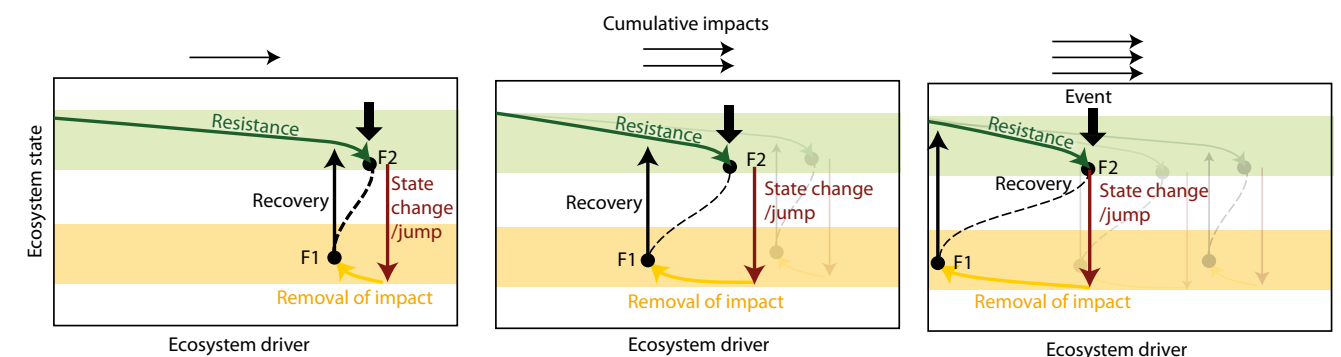 Cumulative impacts
Ecosystem state
Resistance
F2
Recovery
State
change
/jump
F1
Removal of impact
Ecosystem driver
Resistance
F2
Recovery
State change
/jump
F1
Removal of impact
Ecosystem driver
Event
Resistance
F2
Recovery
State change
/jump
F1
Removal of impact
Ecosystem driver